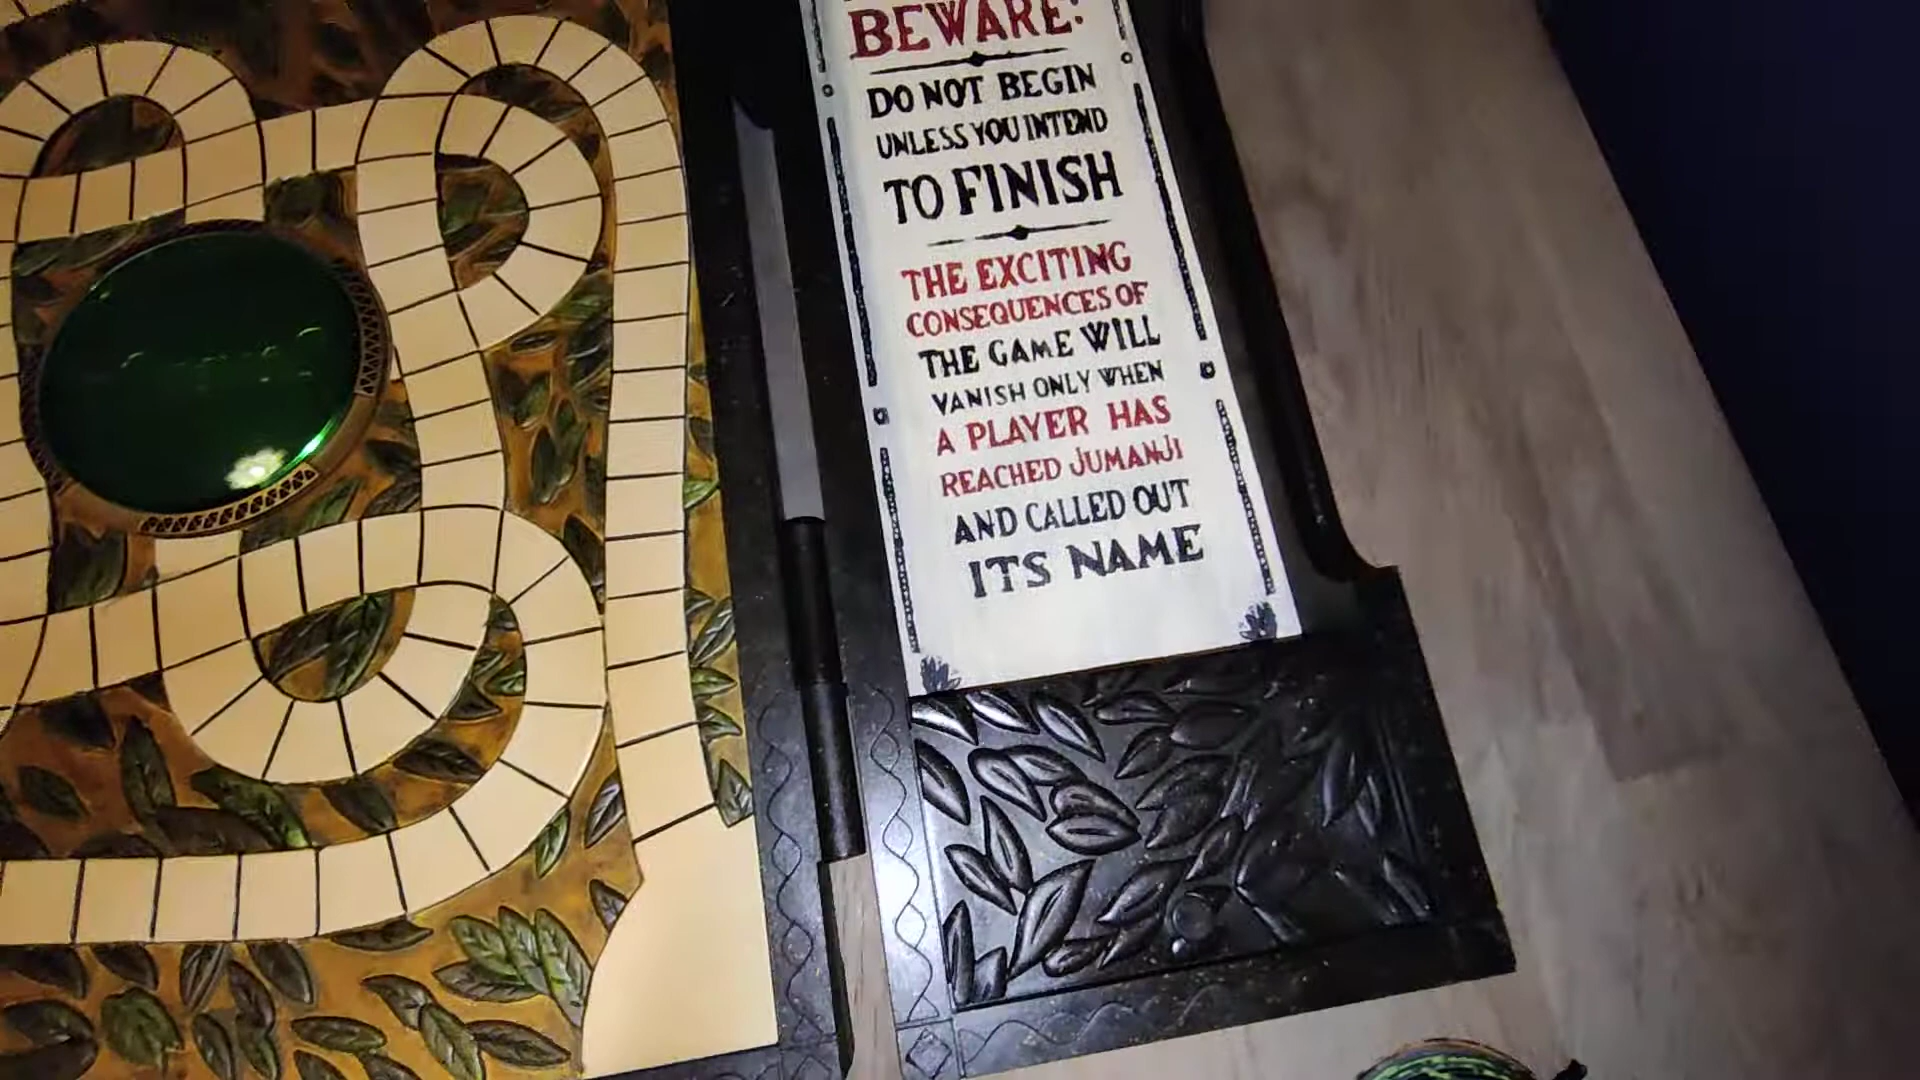 BEWARE:
DO NOT BEGIN
UNLESS YOU INTEND
TO FINISH
THE EXCITING
CONSEQUENCES OF
THE GAME WILL
VANISH ONLY WHEN
A PLAYER HAS
REACHED JUMANJI
AND CALLED OUT
ITS NAME